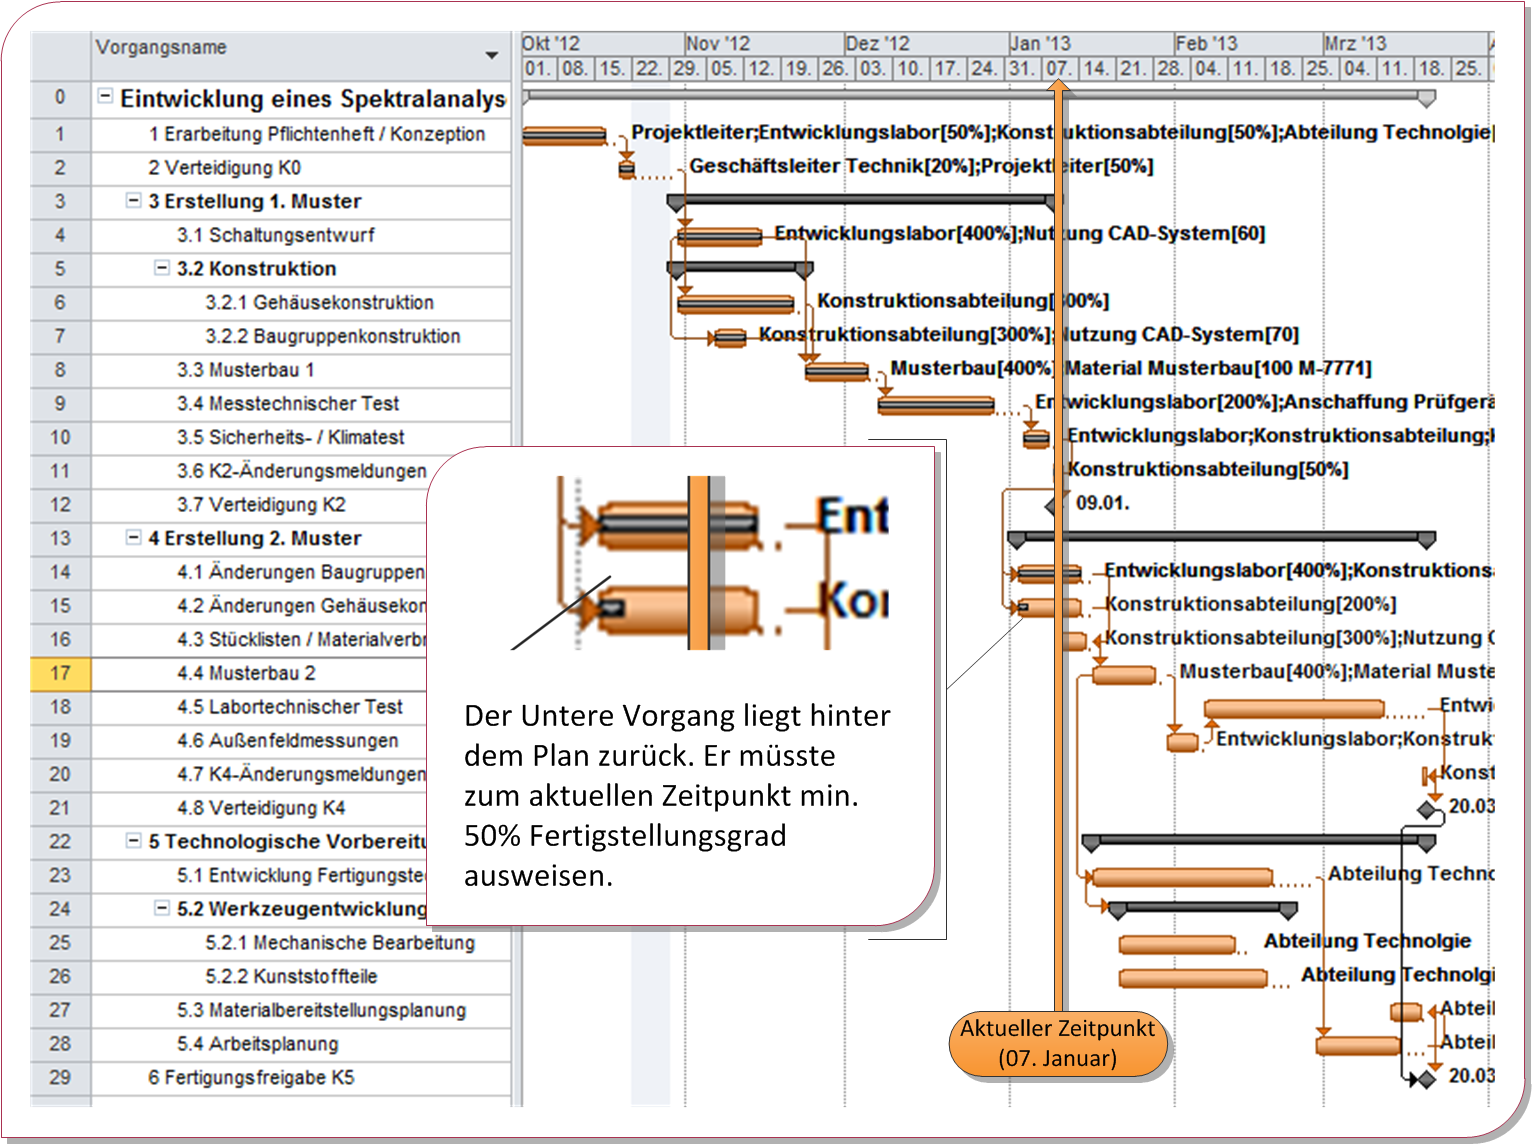 Vorgangsname
Okt '12 Nov '12 Dez '12 Jan '13 Feb '13 Mrz '13
01. 08. 15. 22. 29. 05. 12. 19. 26. 03. 10. 17. 24. 31. 07. 14. 21. 28. 04. 11. 18. 25. 04. 11. 18. 25.
0 Eintwicklung eines Spektralanalys
1 1 Erarbeitung Pflichtenheft / Konzeption Projektleiter;Entwicklungslabor[50%];Konstruktionsabteilung[50%];Abteilung Technolgie[
2 2 Verteidigung K0 Geschäftsleiter Technik[20%];Projektleiter[50%]
3 3 Erstellung 1. Muster
4 3.1 Schaltungsentwurf Entwicklungslabor[400%];Nutzung CAD-System[60]
5 3.2 Konstruktion
6 3.2.1 Gehäusekonstruktion Konstruktionsabteilung[300%]
7 3.2.2 Baugruppenkonstruktion Konstruktionsabteilung[300%];Nutzung CAD-System[70]
8 3.3 Musterbau 1 Musterbau[400%];Material Musterbau[100 M-7771]
9 3.4 Messtechnischer Test Entwicklungslabor[200%];Anschaffung Prüfgerä
10 3.5 Sicherheits- / Klimatest Entwicklungslabor;Konstruktionsabteilung;
11 3.6 K2-Änderungsmeldungen Konstruktionsabteilung[50%]
12 3.7 Verteidigung K2 09.01.
13 4 Erstellung 2. Muster
14 4.1 Änderungen Baugruppen Entwicklungslabor[400%];Konstruktions
15 4.2 Änderungen Gehäusekon Konstruktionsabteilung[200%]
16 4.3 Stücklisten / Materialverbr Konstruktionsabteilung[300%];Nutzung C
17 4.4 Musterbau 2 Musterbau[400%];Material Muste
18 4.5 Labortechnischer Test Entwi
19 4.6 Außenfeldmessungen Entwicklungslabor;Konstruk
20 4.7 K4-Änderungsmeldungen Konst
21 4.8 Verteidigung K4 20.03
22 5 Technologische Vorbereitu
23 5.1 Entwicklung Fertigungste Abteilung Techno
24 5.2 Werkzeugentwicklung
25 5.2.1 Mechanische Bearbeitung Abteilung Technolgie
26 5.2.2 Kunststoffteile Abteilung Technolgi
27 5.3 Materialbereitstellungsplanung Abteil
28 5.4 Arbeitsplanung Abteil
29 6 Fertigungsfreigabe K5 20.03
Ent
Kon
Der Untere Vorgang liegt hinter
dem Plan zurück. Er müsste
zum aktuellen Zeitpunkt min.
50% Fertigstellungsgrad
ausweisen.
Aktueller Zeitpunkt
(07. Januar)